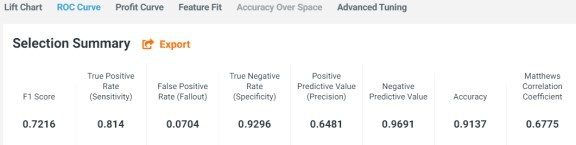 Lift Chart ROC Curve Profit Curve Feature Fit Accuracy Over Space Advanced Tuning
Selection Summary Export
F1 Score
True Positive
Rate
(Sensitivity)
False Positive
Rate (Fallout)
True Negative
Rate
(Specificity)
Positive
Predictive Value
(Precision)
Negative
Predictive Value
Accuracy
Matthews
Correlation
Coefficient
0.7216 0.814 0.0704 0.9296 0.6481 0.9691 0.9137 0.6775